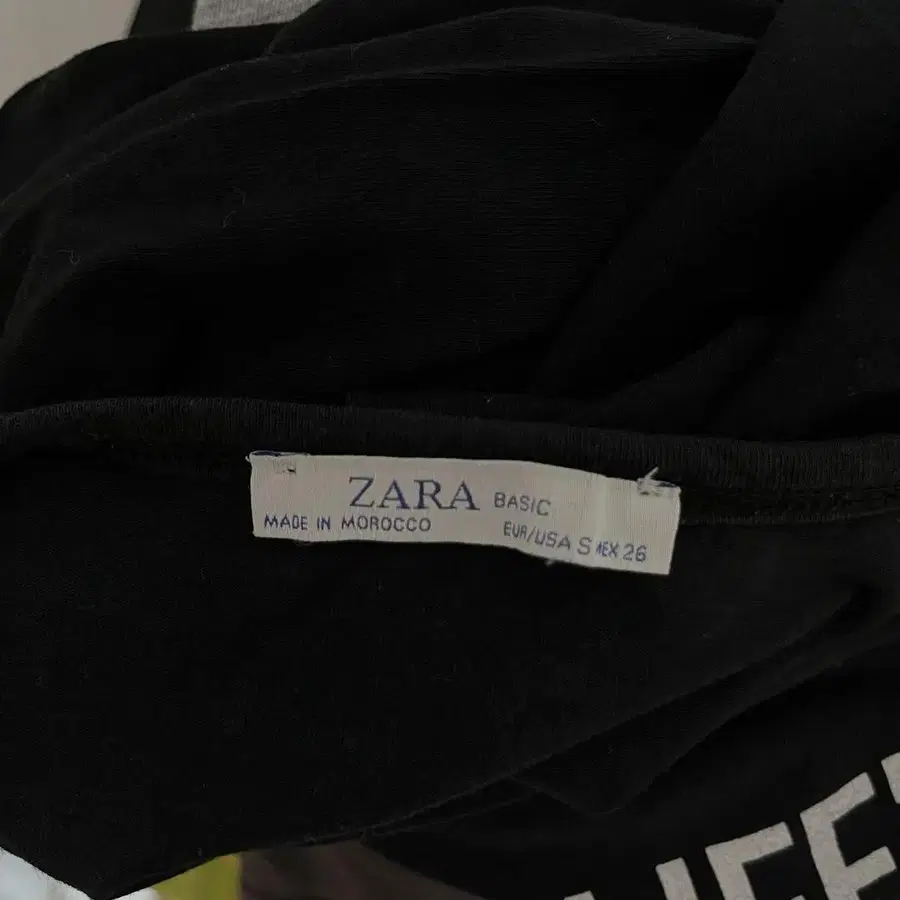 ZARA BASIC
MADE IN MOROCCO
EUR/USA S MEX 26